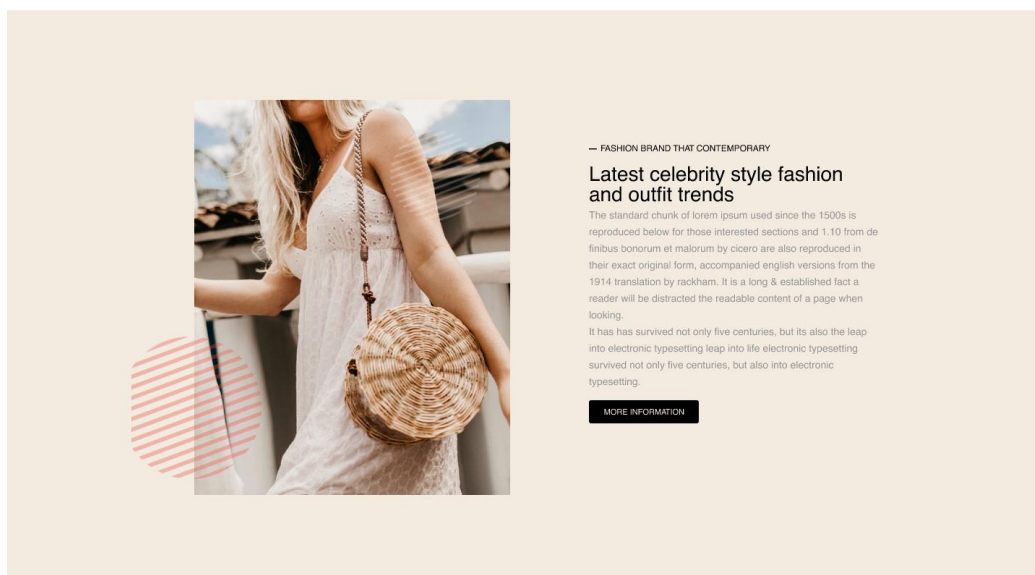 — FASHION BRAND THAT CONTEMPORARY
Latest celebrity style fashion
and outfit trends
The standard chunk of lorem ipsum used since the 1500s is
reproduced below for those interested sections and 1.10 from de
finibus bonorum et malorum by cicero are also reproduced in
their exact original form, accompanied english versions from the
1914 translation by rackham. It is a long & established fact a
reader will be distracted the readable content of a page when
looking.
It has has survived not only five centuries, but its also the leap
into electronic typesetting leap into life electronic typesetting
survived not only five centuries, but also into electronic
typesetting.
MORE INFORMATION